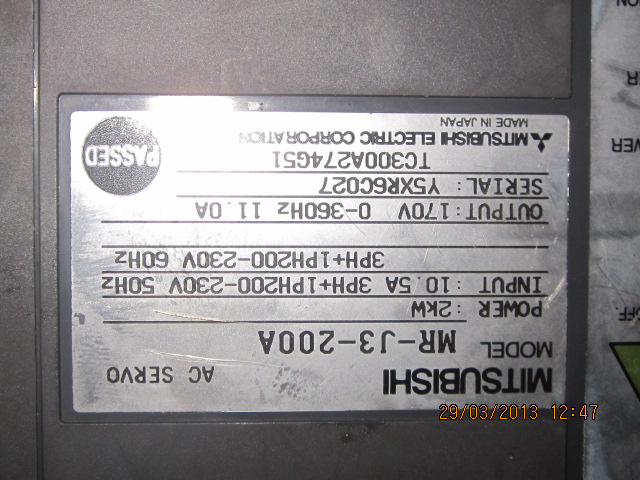 MITSUBISHI AC SERVO
MODEL MR-J3-200A
POWER : 2KW
INPUT : 10.5A 3PH+1PH200-230V 50Hz
3PH+1PH200-230V 60Hz
OUTPUT: 170V 0-360Hz 11.0A
SERIAL: Y5XR6C027
TC300A274G51
MITSUBISHI ELECTRIC CORPORATION
MADE IN JAPAN
PASSED
29/03/2013 12:47